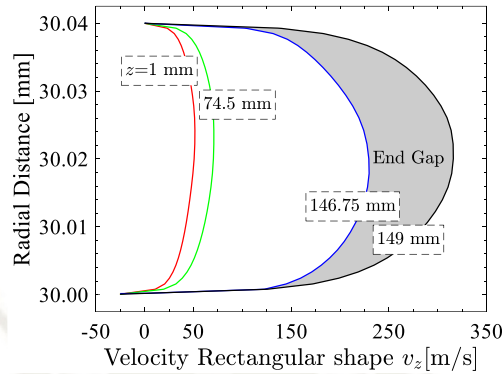 30.04
30.03
30.02
30.01
30.00
Radial Distance [mm]
z=1 mm
74.5 mm
End Gap
146.75 mm
149 mm
-50 0 50 150 250 350
Velocity Rectangular shape v_z[m/s]